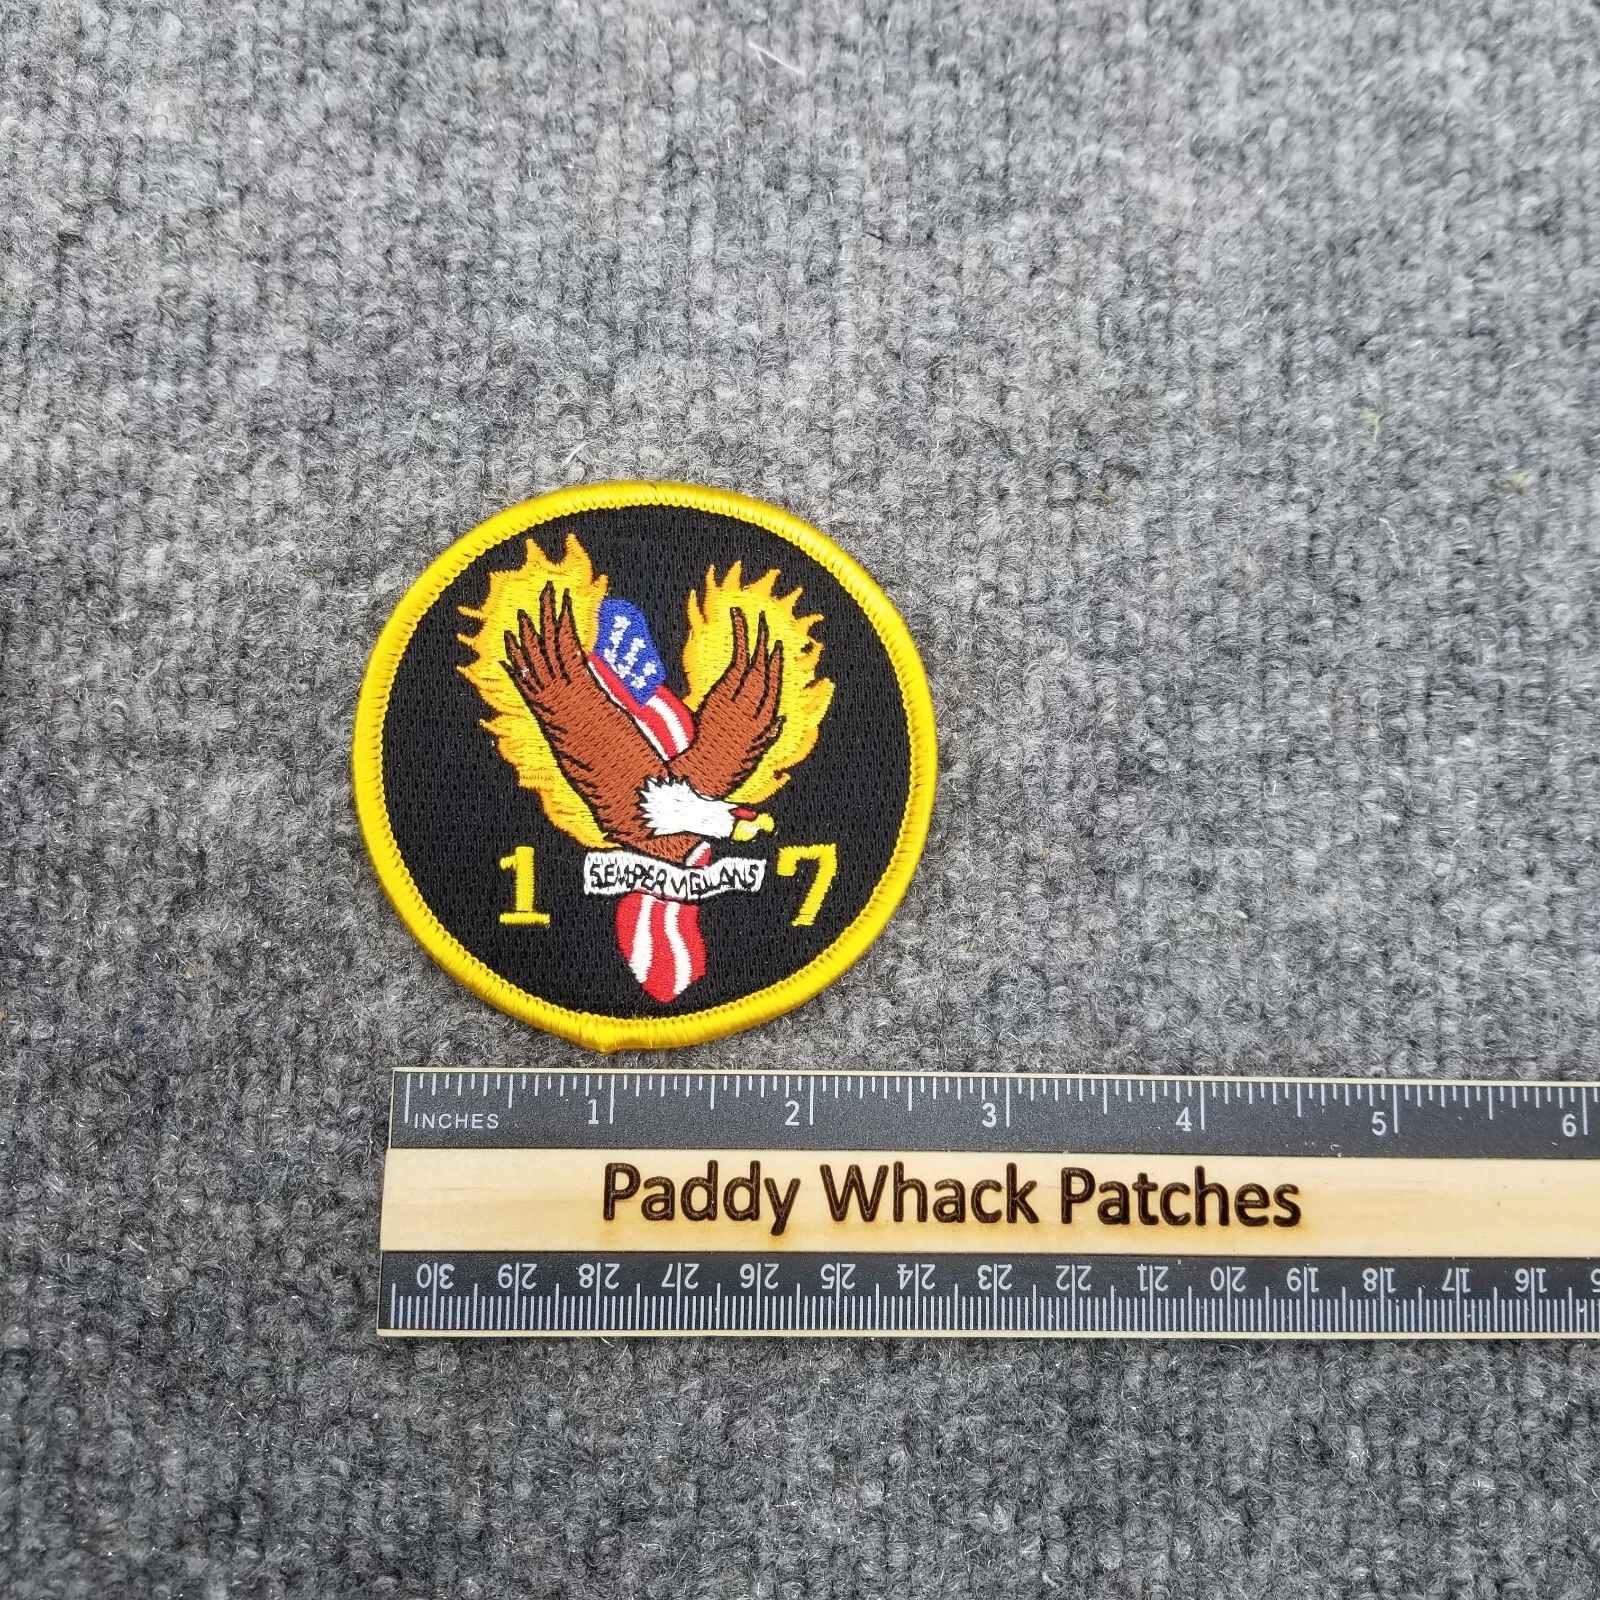 1 7
SEMPER VIGILANS
INCHES 1 2 3 4 5 6
Paddy Whack Patches
30 29 28 27 26 25 24 23 22 21 20 19 18 17 16